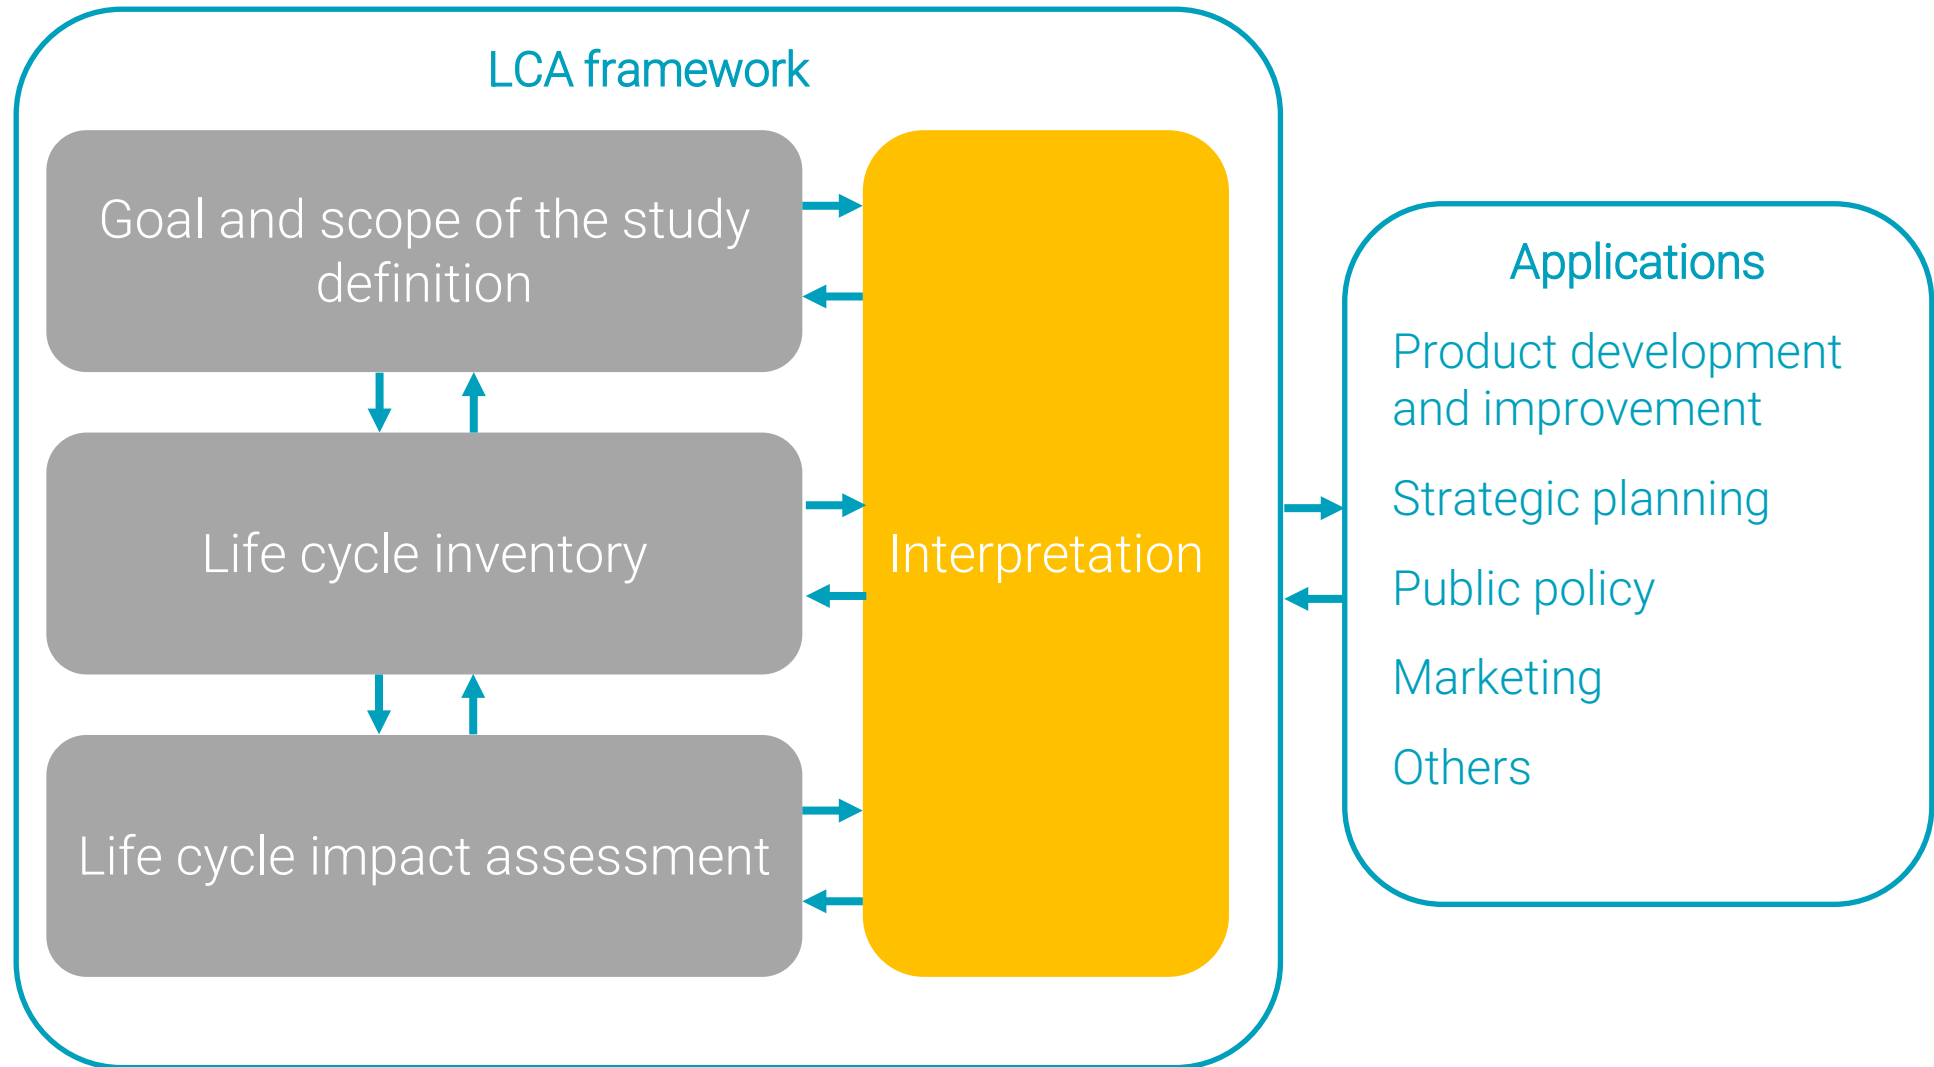 LCA framework
Goal and scope of the study
definition
Life cycle inventory
Life cycle impact assessment
Interpretation
Applications
Product development
and improvement
Strategic planning
Public policy
Marketing
Others